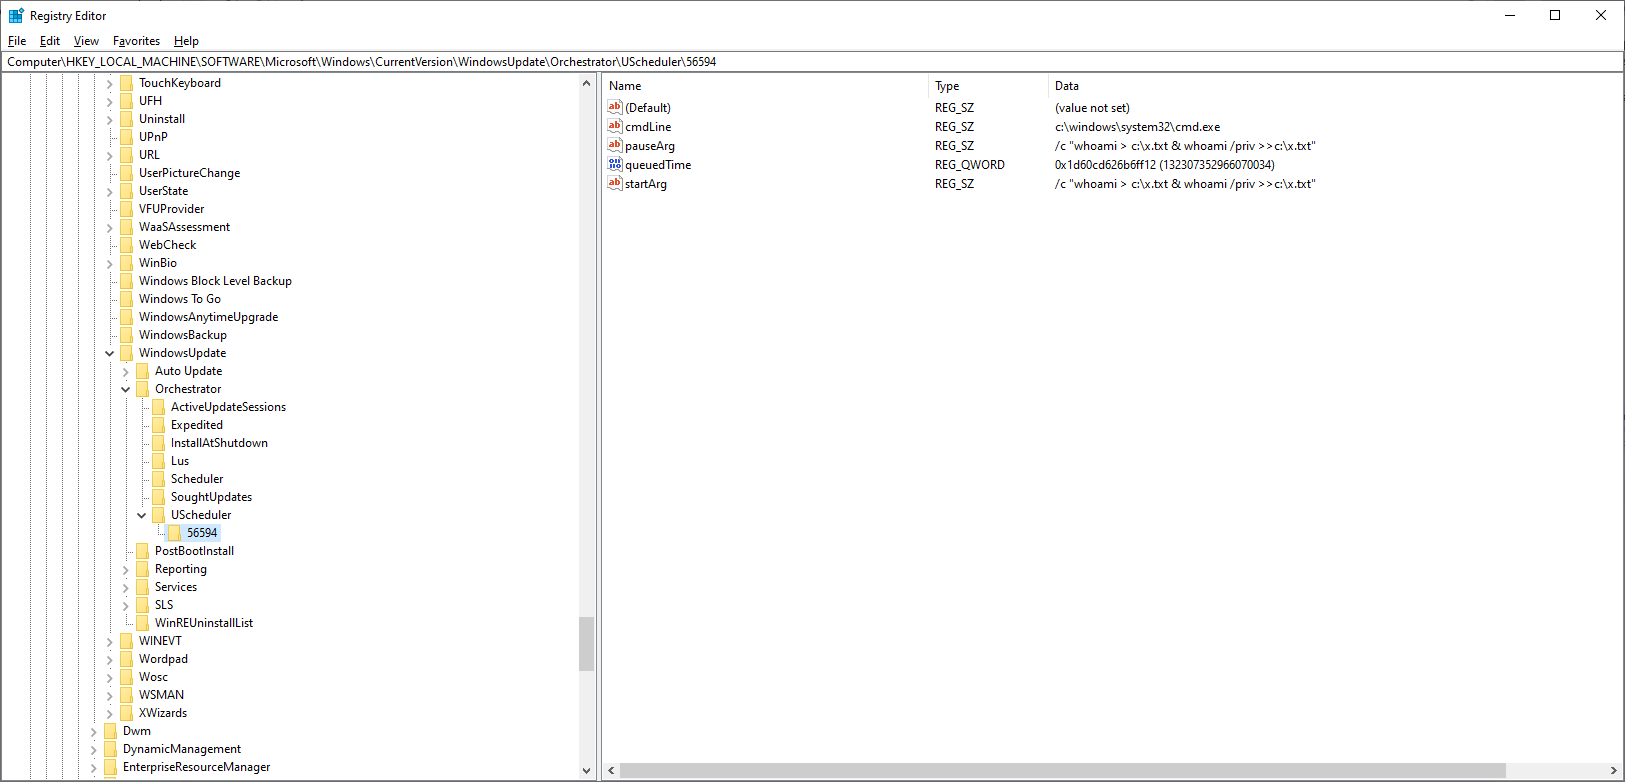 Registry Editor
File Edit View Favorites Help
Computer\HKEY_LOCAL_MACHINE\SOFTWARE\Microsoft\Windows\CurrentVersion\WindowsUpdate\Orchestrator\UScheduler\56594
TouchKeyboard
UFH
Uninstall
UPnP
URL
UserPictureChange
UserState
VFUProvider
WaaSAssessment
WebCheck
WinBio
Windows Block Level Backup
Windows To Go
WindowsAnytimeUpgrade
WindowsBackup
WindowsUpdate
Auto Update
Orchestrator
ActiveUpdateSessions
Expedited
InstallAtShutdown
Lus
Scheduler
SoughtUpdates
UScheduler
56594
PostBootInstall
Reporting
Services
SLS
WinREUninstallList
WINEVT
Wordpad
Wosc
WSMAN
XWizards
Dwm
DynamicManagement
EnterpriseResourceManager
Name Type Data
(Default) REG_SZ (value not set)
cmdLine REG_SZ c:\windows\system32\cmd.exe
pauseArg REG_SZ /c "whoami > c:\x.txt & whoami /priv >>c:\x.txt"
queuedTime REG_QWORD 0x1d60cd626b6ff12 (132307352966070034)
startArg REG_SZ /c "whoami > c:\x.txt & whoami /priv >>c:\x.txt"